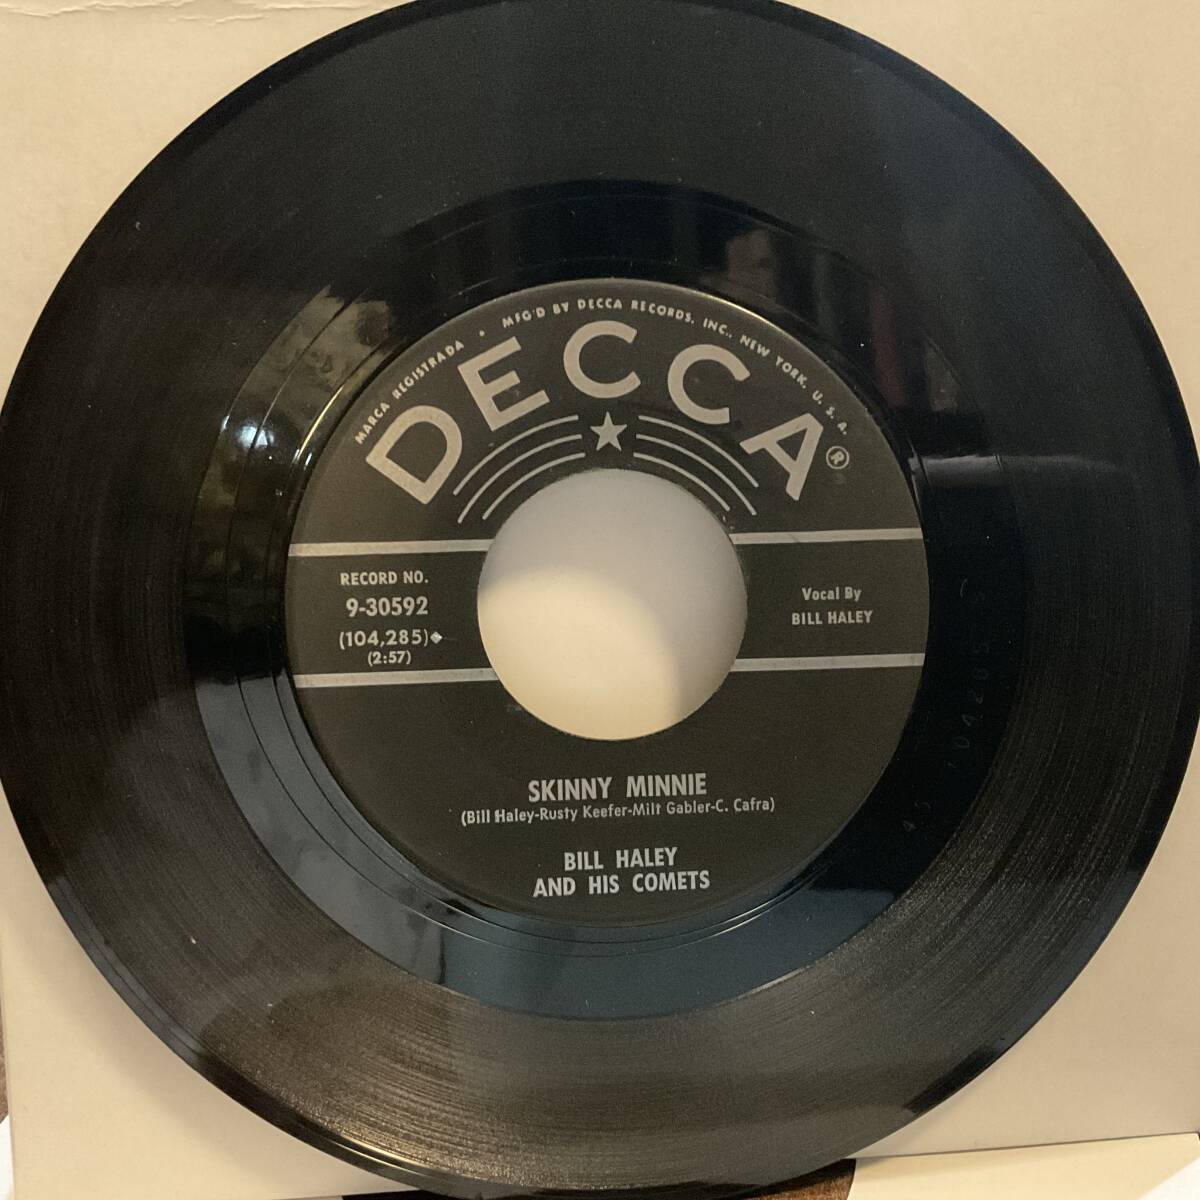 MARCA REGISTRADA • MFG'D BY DECCA RECORDS, INC., NEW YORK, U. S. A.
DECCA®
RECORD NO.
9-30592
(104,285)
(2:57)
Vocal By
BILL HALEY
SKINNY MINNIE
(Bill Haley-Rusty Keefer-Milt Gabler-C. Cafra)
BILL HALEY
AND HIS COMETS